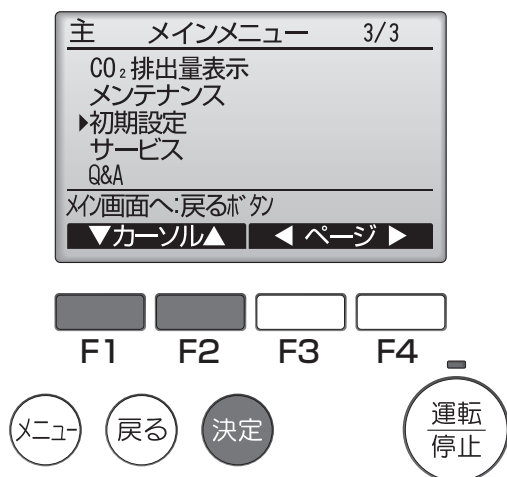 主 メインメニュー 3/3
CO₂排出量表示
メンテナンス
▶初期設定
サービス
Q&A
メイン画面へ:戻るボタン
▼カーソル▲ ◀ ページ ▶
F1 F2 F3 F4
メニュー 戻る 決定 運転
停止